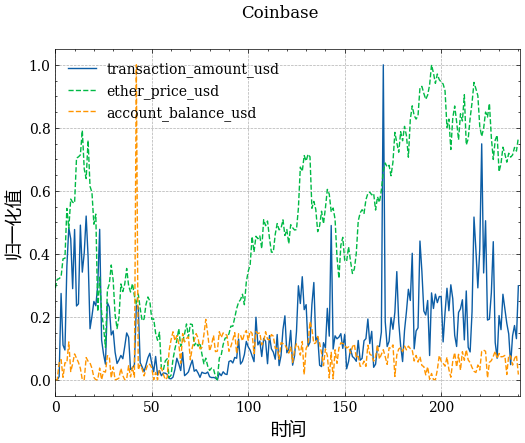 Coinbase
transaction_amount_usd
ether_price_usd
account_balance_usd
1.0
0.8
0.6
0.4
0.2
0.0
归一化值
0
50
100
150
200
时间